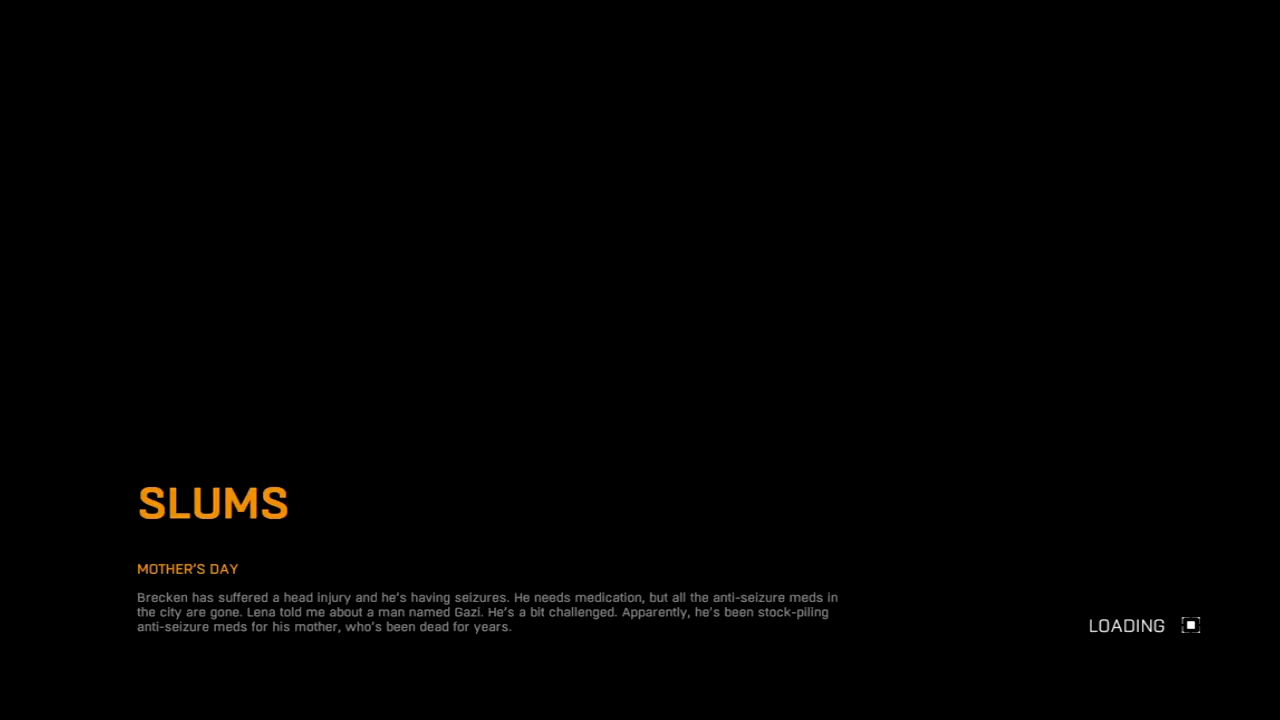 SLUMS
MOTHER'S DAY
Brecken has suffered a head injury and he's having seizures. He needs medication, but all the anti-seizure meds in
the city are gone. Lena told me about a man named Gazi. He's a bit challenged. Apparently, he's been stock-piling
anti-seizure meds for his mother, who's been dead for years.
LOADING